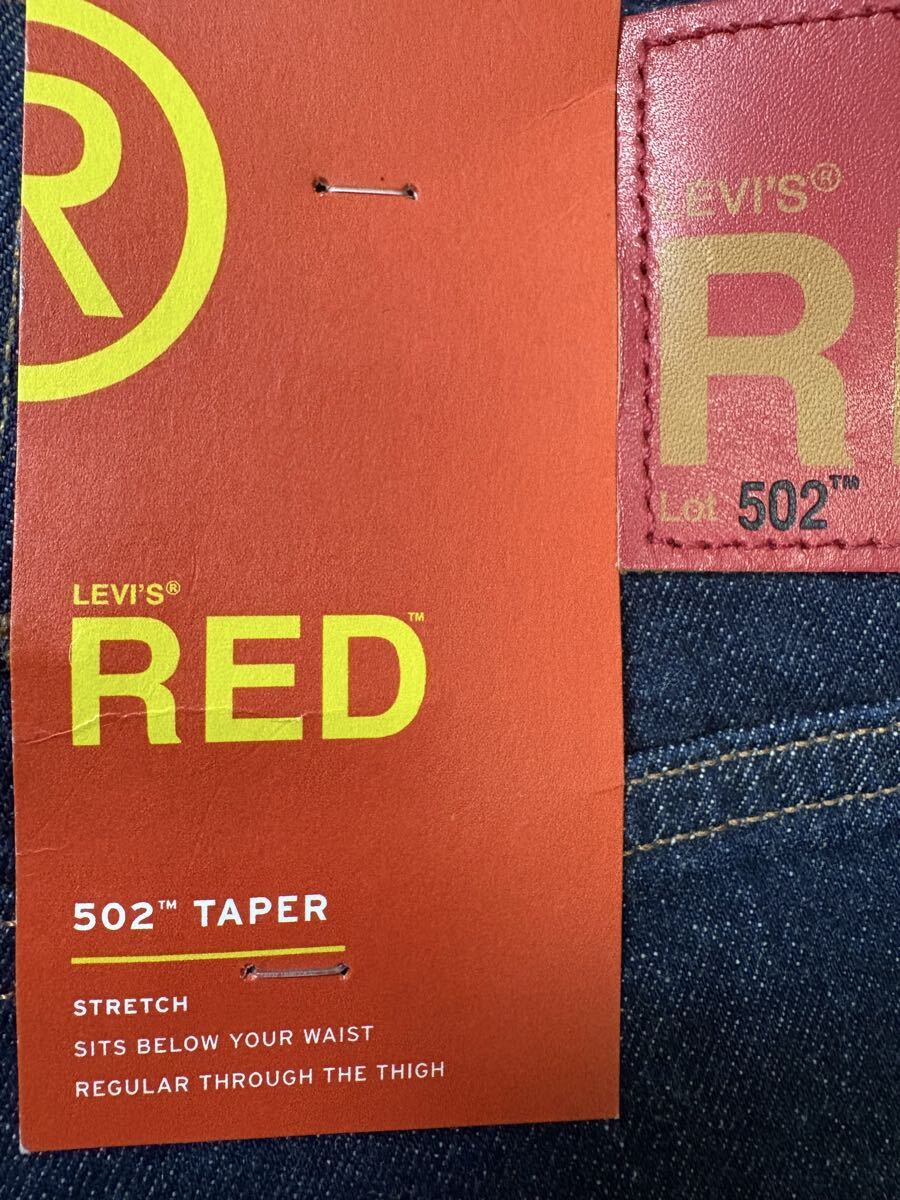 R
LEVI'S®
RED™
502™ TAPER
STRETCH
SITS BELOW YOUR WAIST
REGULAR THROUGH THE THIGH
LEVI'S®
R
Lot 502™